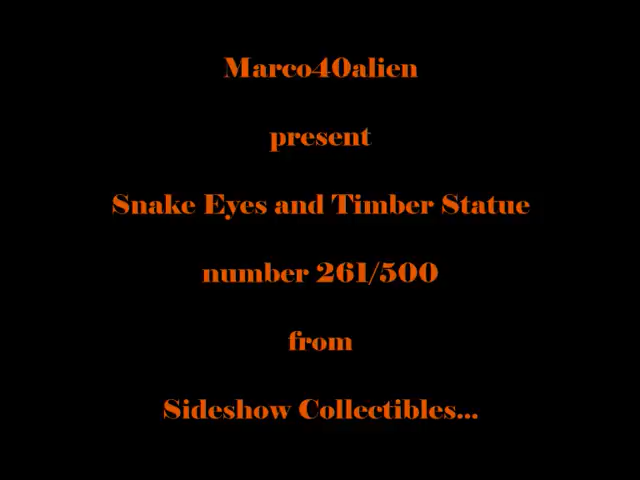 Marco40alien
present
Snake Eyes and Timber Statue
number 261/500
from
Sideshow Collectibles...